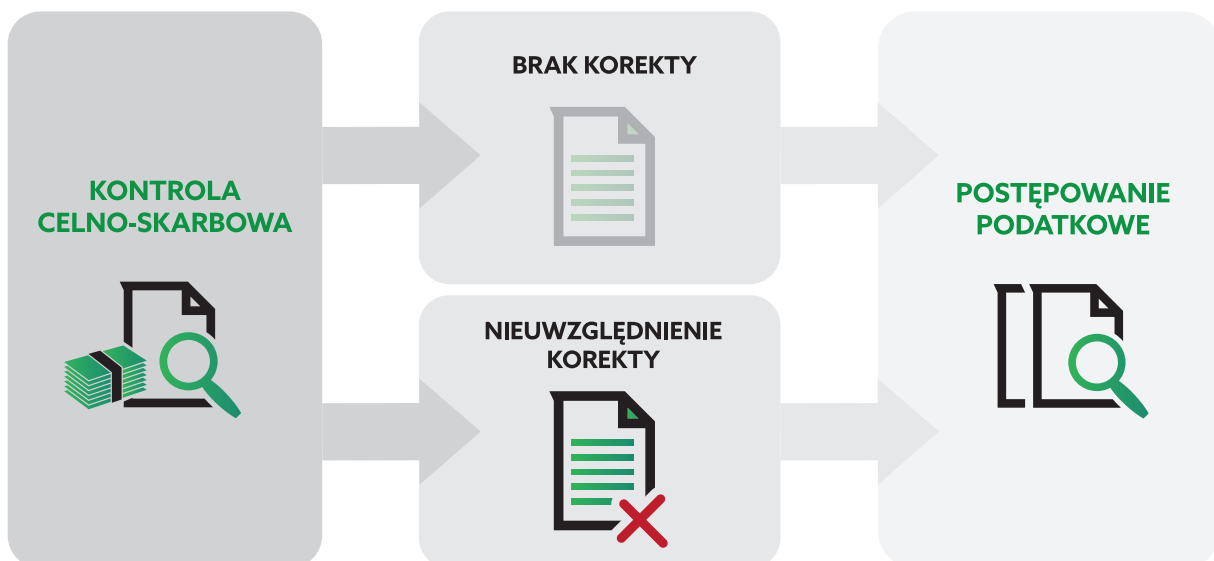 KONTROLA
CELNO-SKARBOWA
BRAK KOREKTY
NIEUWZGLĘDNIENIE
KOREKTY
POSTĘPOWANIE
PODATKOWE